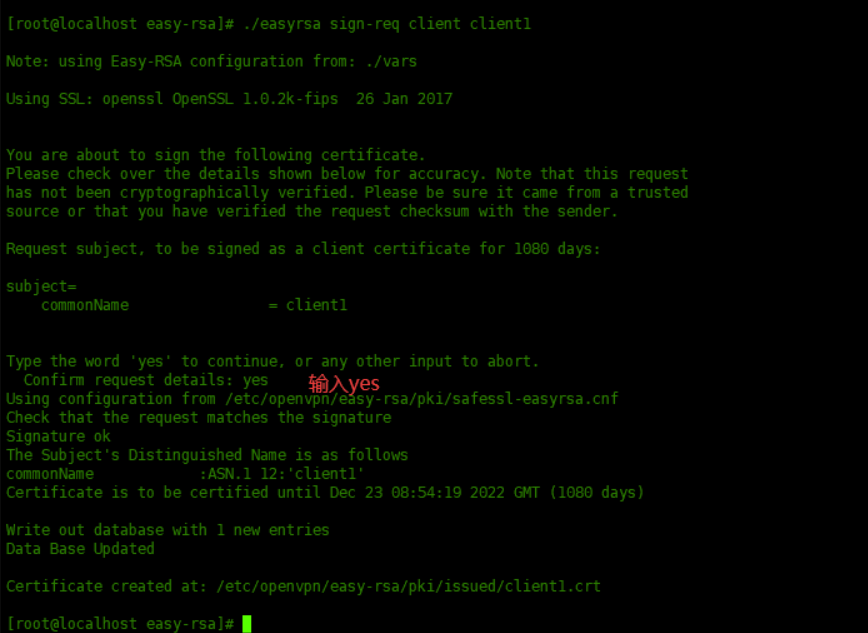 [root@localhost easy-rsa]# ./easyrsa sign-req client client1
Note: using Easy-RSA configuration from: ./vars
Using SSL: openssl OpenSSL 1.0.2k-fips  26 Jan 2017
You are about to sign the following certificate.
Please check over the details shown below for accuracy. Note that this request
has not been cryptographically verified. Please be sure it came from a trusted
source or that you have verified the request checksum with the sender.
Request subject, to be signed as a client certificate for 1080 days:
subject=
    commonName                = client1
Type the word 'yes' to continue, or any other input to abort.
  Confirm request details: yes    输入yes
Using configuration from /etc/openvpn/easy-rsa/pki/safessl-easyrsa.cnf
Check that the request matches the signature
Signature ok
The Subject's Distinguished Name is as follows
commonName            :ASN.1 12:'client1'
Certificate is to be certified until Dec 23 08:54:19 2022 GMT (1080 days)
Write out database with 1 new entries
Data Base Updated
Certificate created at: /etc/openvpn/easy-rsa/pki/issued/client1.crt
[root@localhost easy-rsa]#